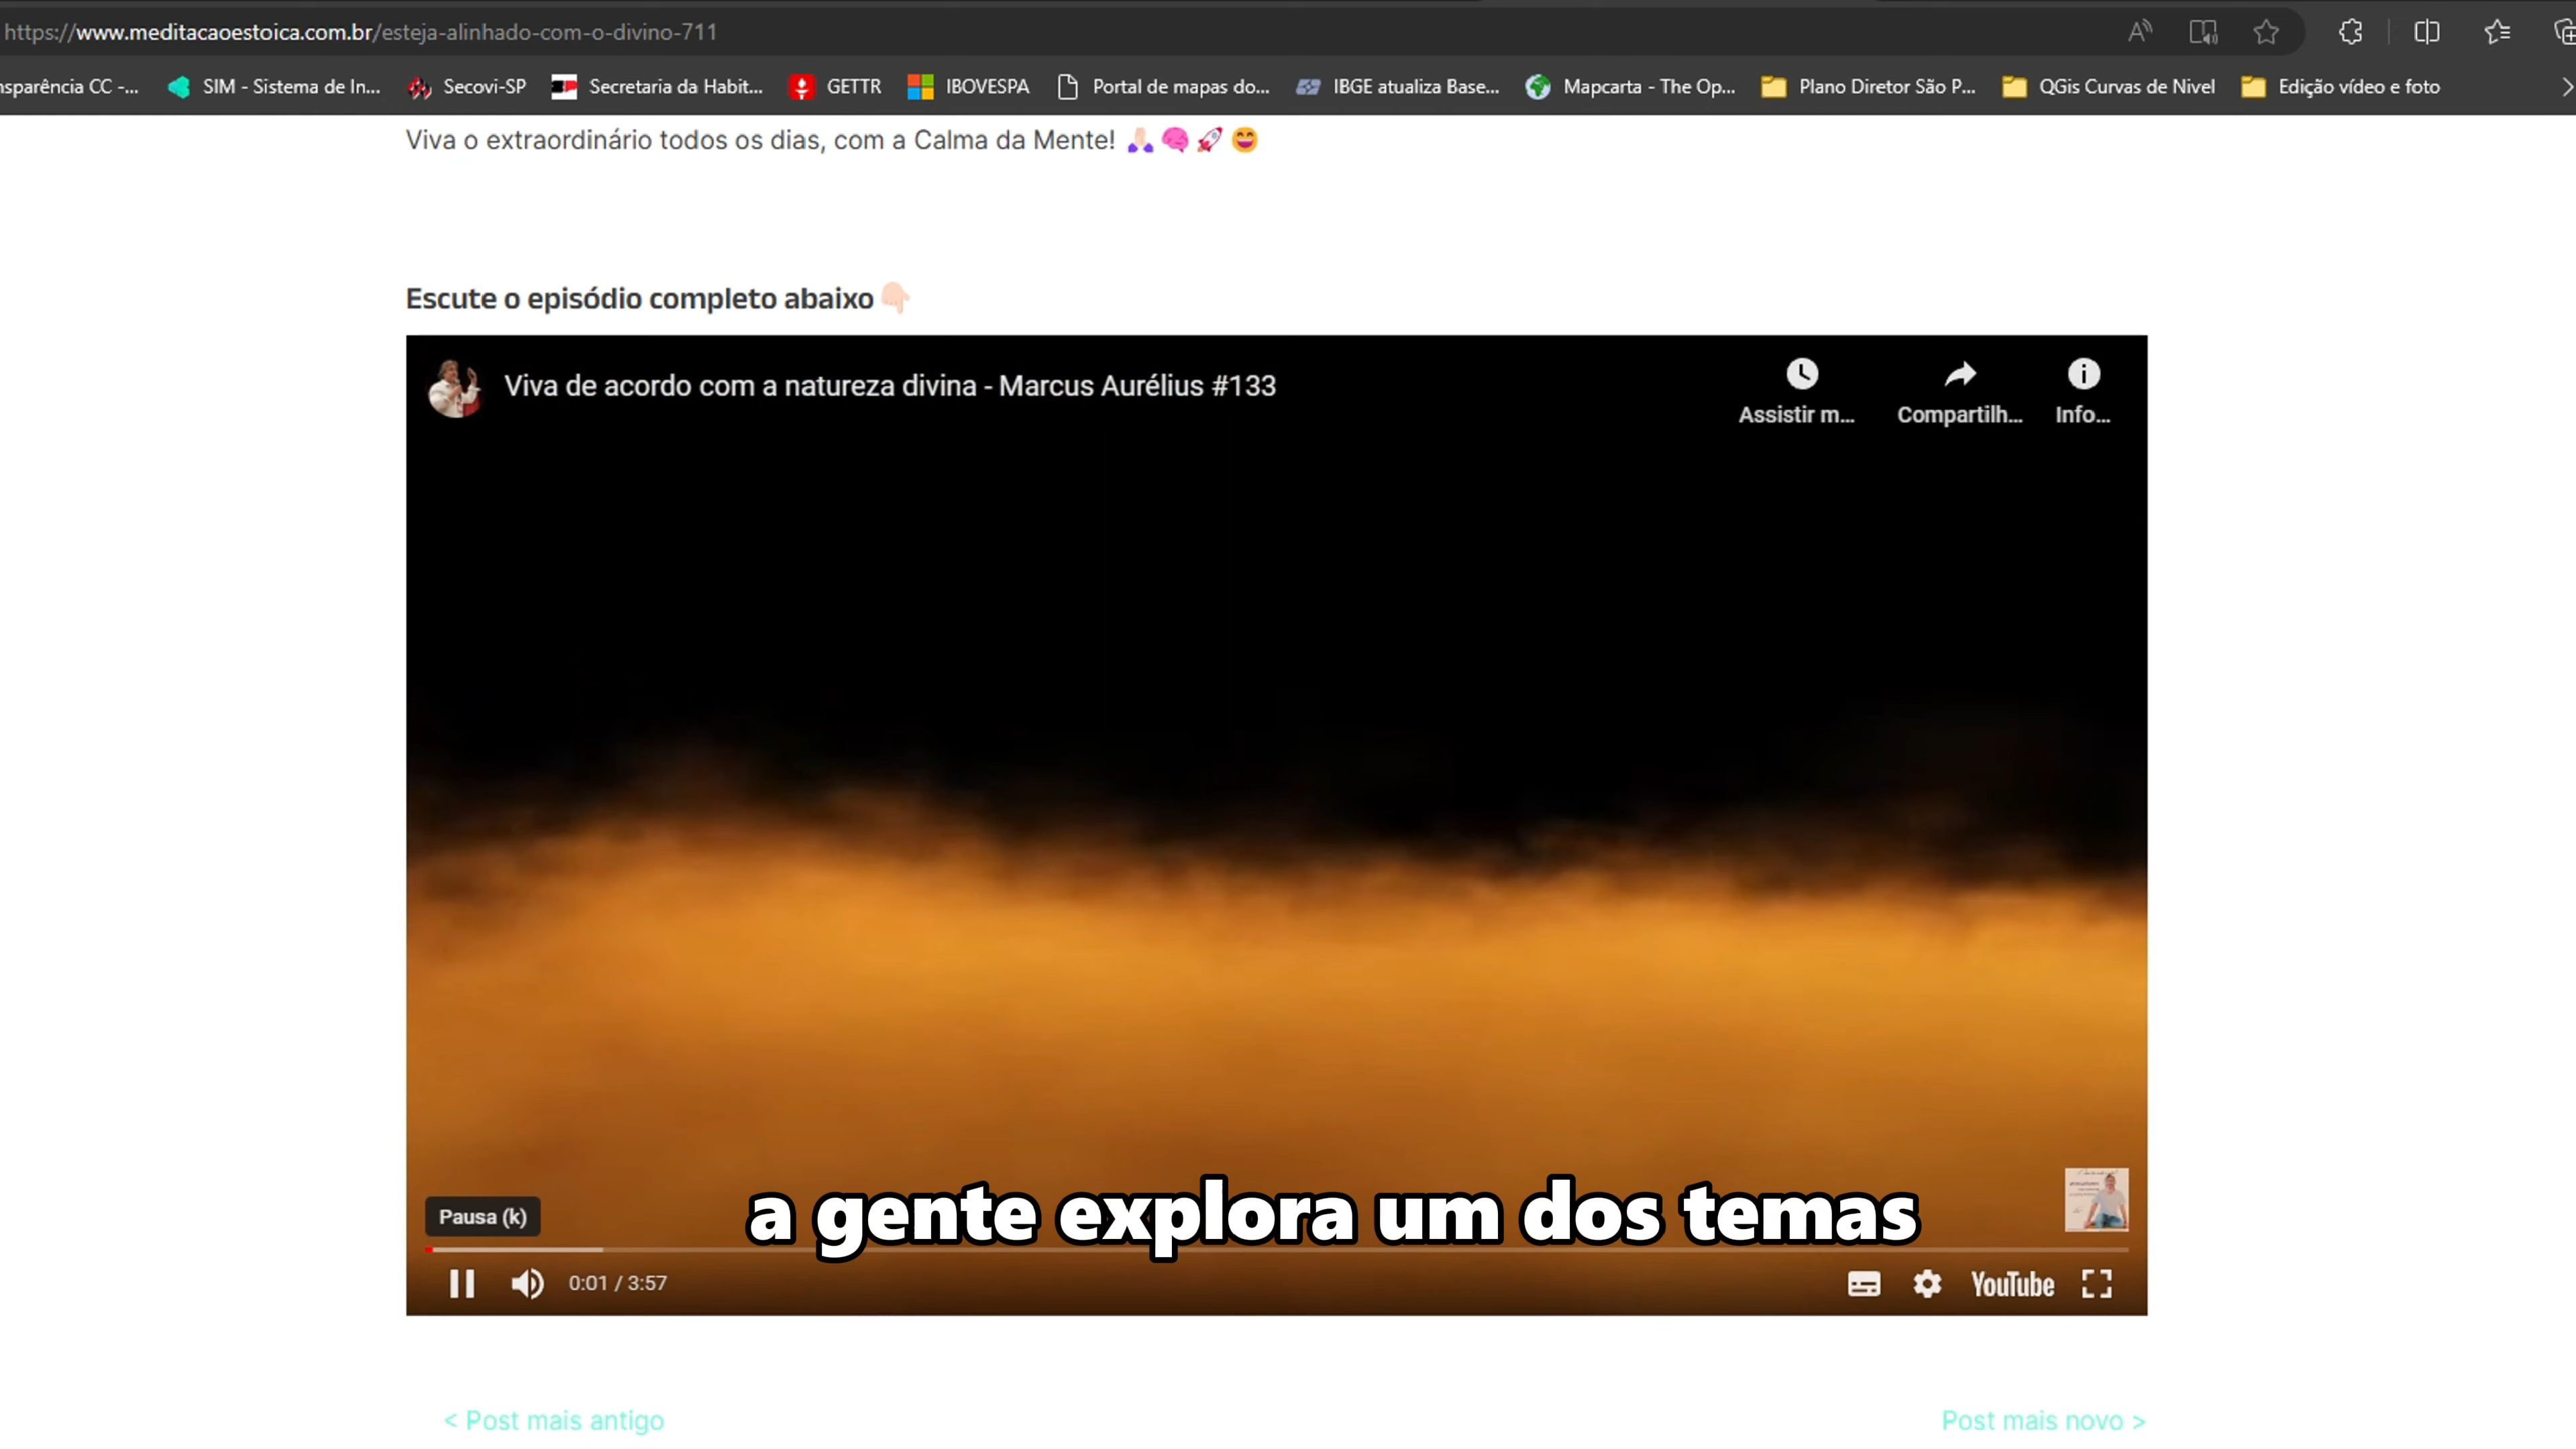 https://www.meditacaoestoica.com.br/esteja-alinhado-com-o-divino-711
nsparência CC -... SIM - Sistema de In... Secovi-SP Secretaria da Habit... GETTR IBOVESPA Portal de mapas do... IBGE atualiza Base... Mapcarta - The Op... Plano Diretor São P... QGis Curvas de Nivel Edição vídeo e foto
Viva o extraordinário todos os dias, com a Calma da Mente! 🙏🏻🧠🚀😄
Escute o episódio completo abaixo👇🏻
Viva de acordo com a natureza divina - Marcus Aurélius #133
Assistir m... Compartilh... Info...
a gente explora um dos temas
Pausa (k)
0:01 / 3:57 YouTube
< Post mais antigo Post mais novo >